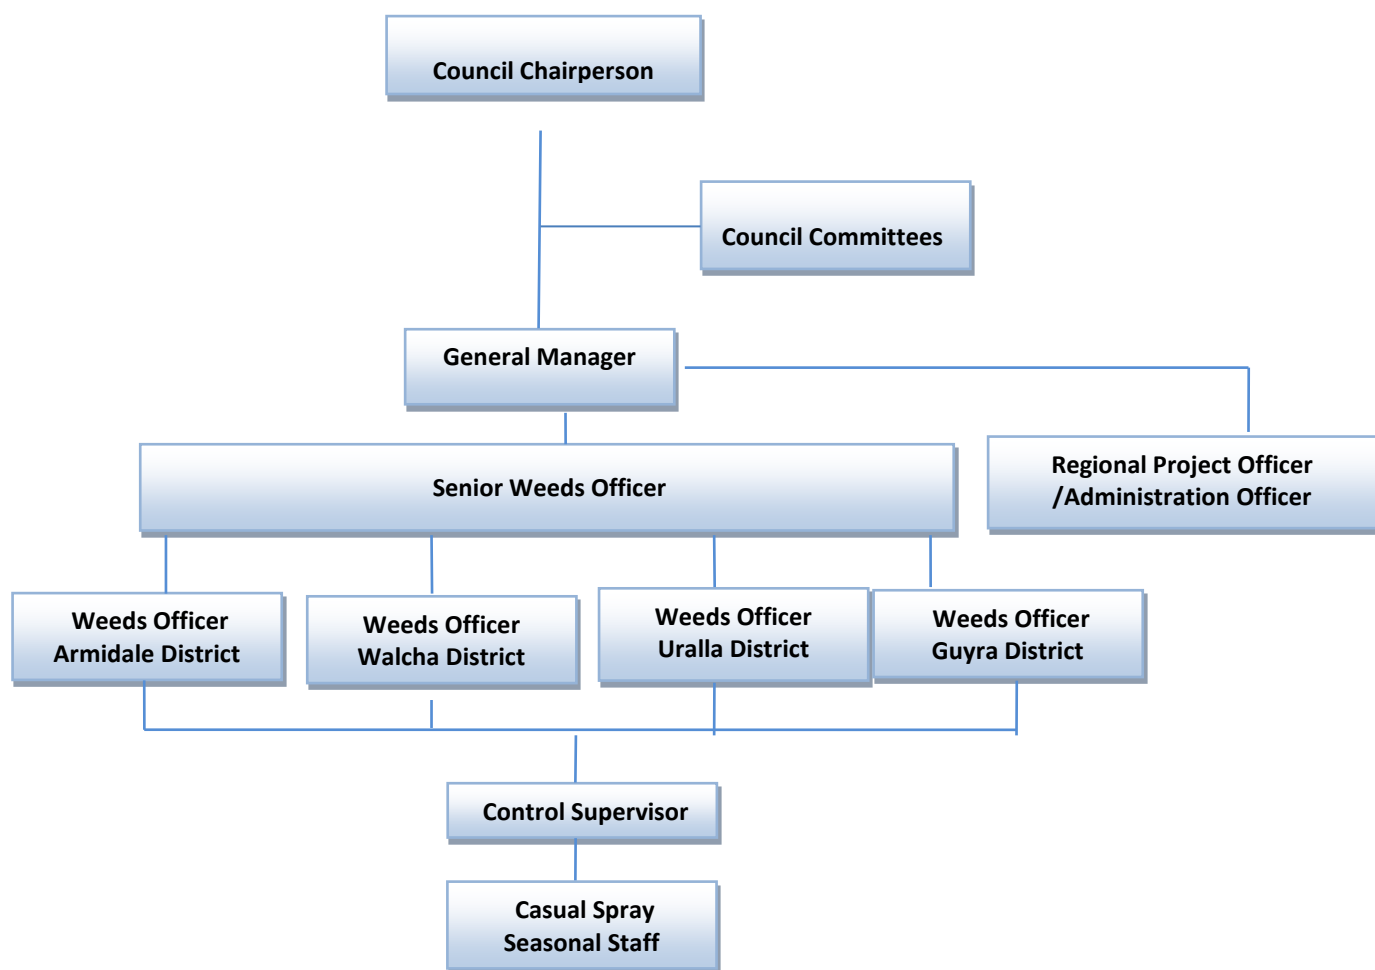 Council Chairperson
Council Committees
General Manager
Regional Project Officer
/Administration Officer
Senior Weeds Officer
Weeds Officer
Armidale District
Weeds Officer
Walcha District
Weeds Officer
Uralla District
Weeds Officer
Guyra District
Control Supervisor
Casual Spray
Seasonal Staff